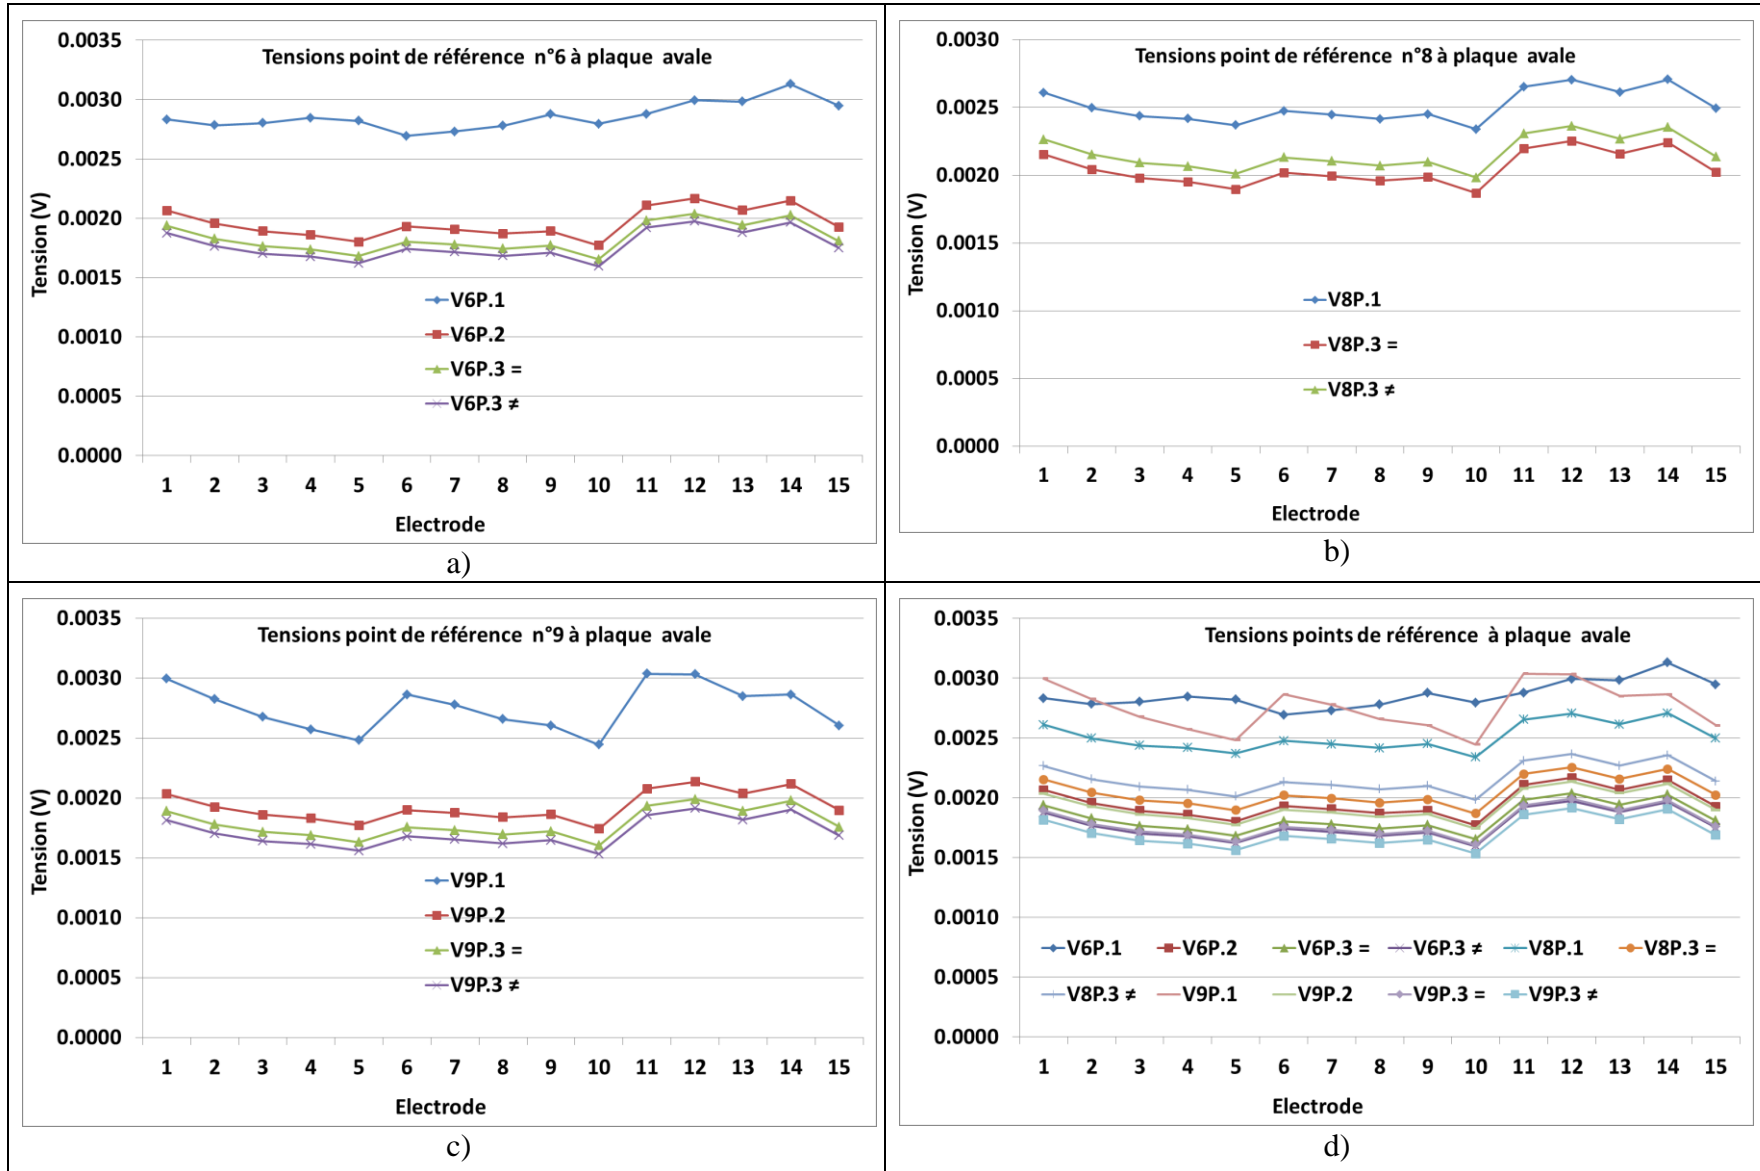 Tensions point de référence n°6 à plaque avale
0.0035
0.0030
0.0025
0.0020
0.0015
0.0010
0.0005
0.0000
Tension (V)
V6P.1
V6P.2
V6P.3 =
V6P.3 ≠
1 2 3 4 5 6 7 8 9 10 11 12 13 14 15
Electrode
a)
Tensions point de référence n°8 à plaque avale
0.0030
0.0025
0.0020
0.0015
0.0010
0.0005
0.0000
Tension (V)
V8P.1
V8P.3 =
V8P.3 ≠
1 2 3 4 5 6 7 8 9 10 11 12 13 14 15
Electrode
b)
Tensions point de référence n°9 à plaque avale
0.0035
0.0030
0.0025
0.0020
0.0015
0.0010
0.0005
0.0000
Tension (V)
V9P.1
V9P.2
V9P.3 =
V9P.3 ≠
1 2 3 4 5 6 7 8 9 10 11 12 13 14 15
Electrode
c)
Tensions points de référence à plaque avale
0.0035
0.0030
0.0025
0.0020
0.0015
0.0010
0.0005
0.0000
Tension (V)
V6P.1 V6P.2 V6P.3 = V6P.3 ≠ V8P.1 V8P.3 =
V8P.3 ≠ V9P.1 V9P.2 V9P.3 = V9P.3 ≠
1 2 3 4 5 6 7 8 9 10 11 12 13 14 15
Electrode
d)